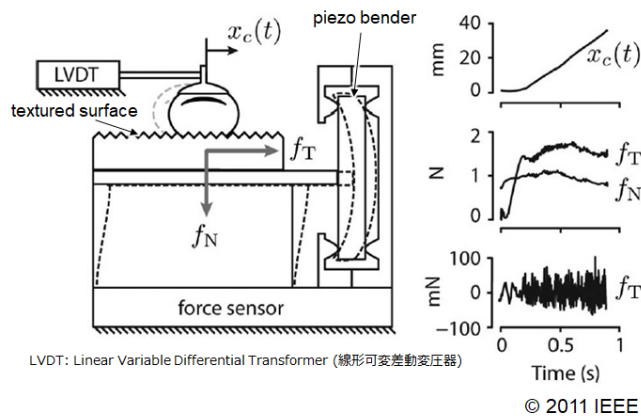 piezo bender
x_c(t)
LVDT
textured surface
f_T
f_N
force sensor
LVDT: Linear Variable Differential Transformer (線形可変差動変圧器)
40
20
0
mm
x_c(t)
2
1
0
N
f_T
f_N
100
0
−100
mN
f_T
0 0.5 1
Time (s)
© 2011 IEEE